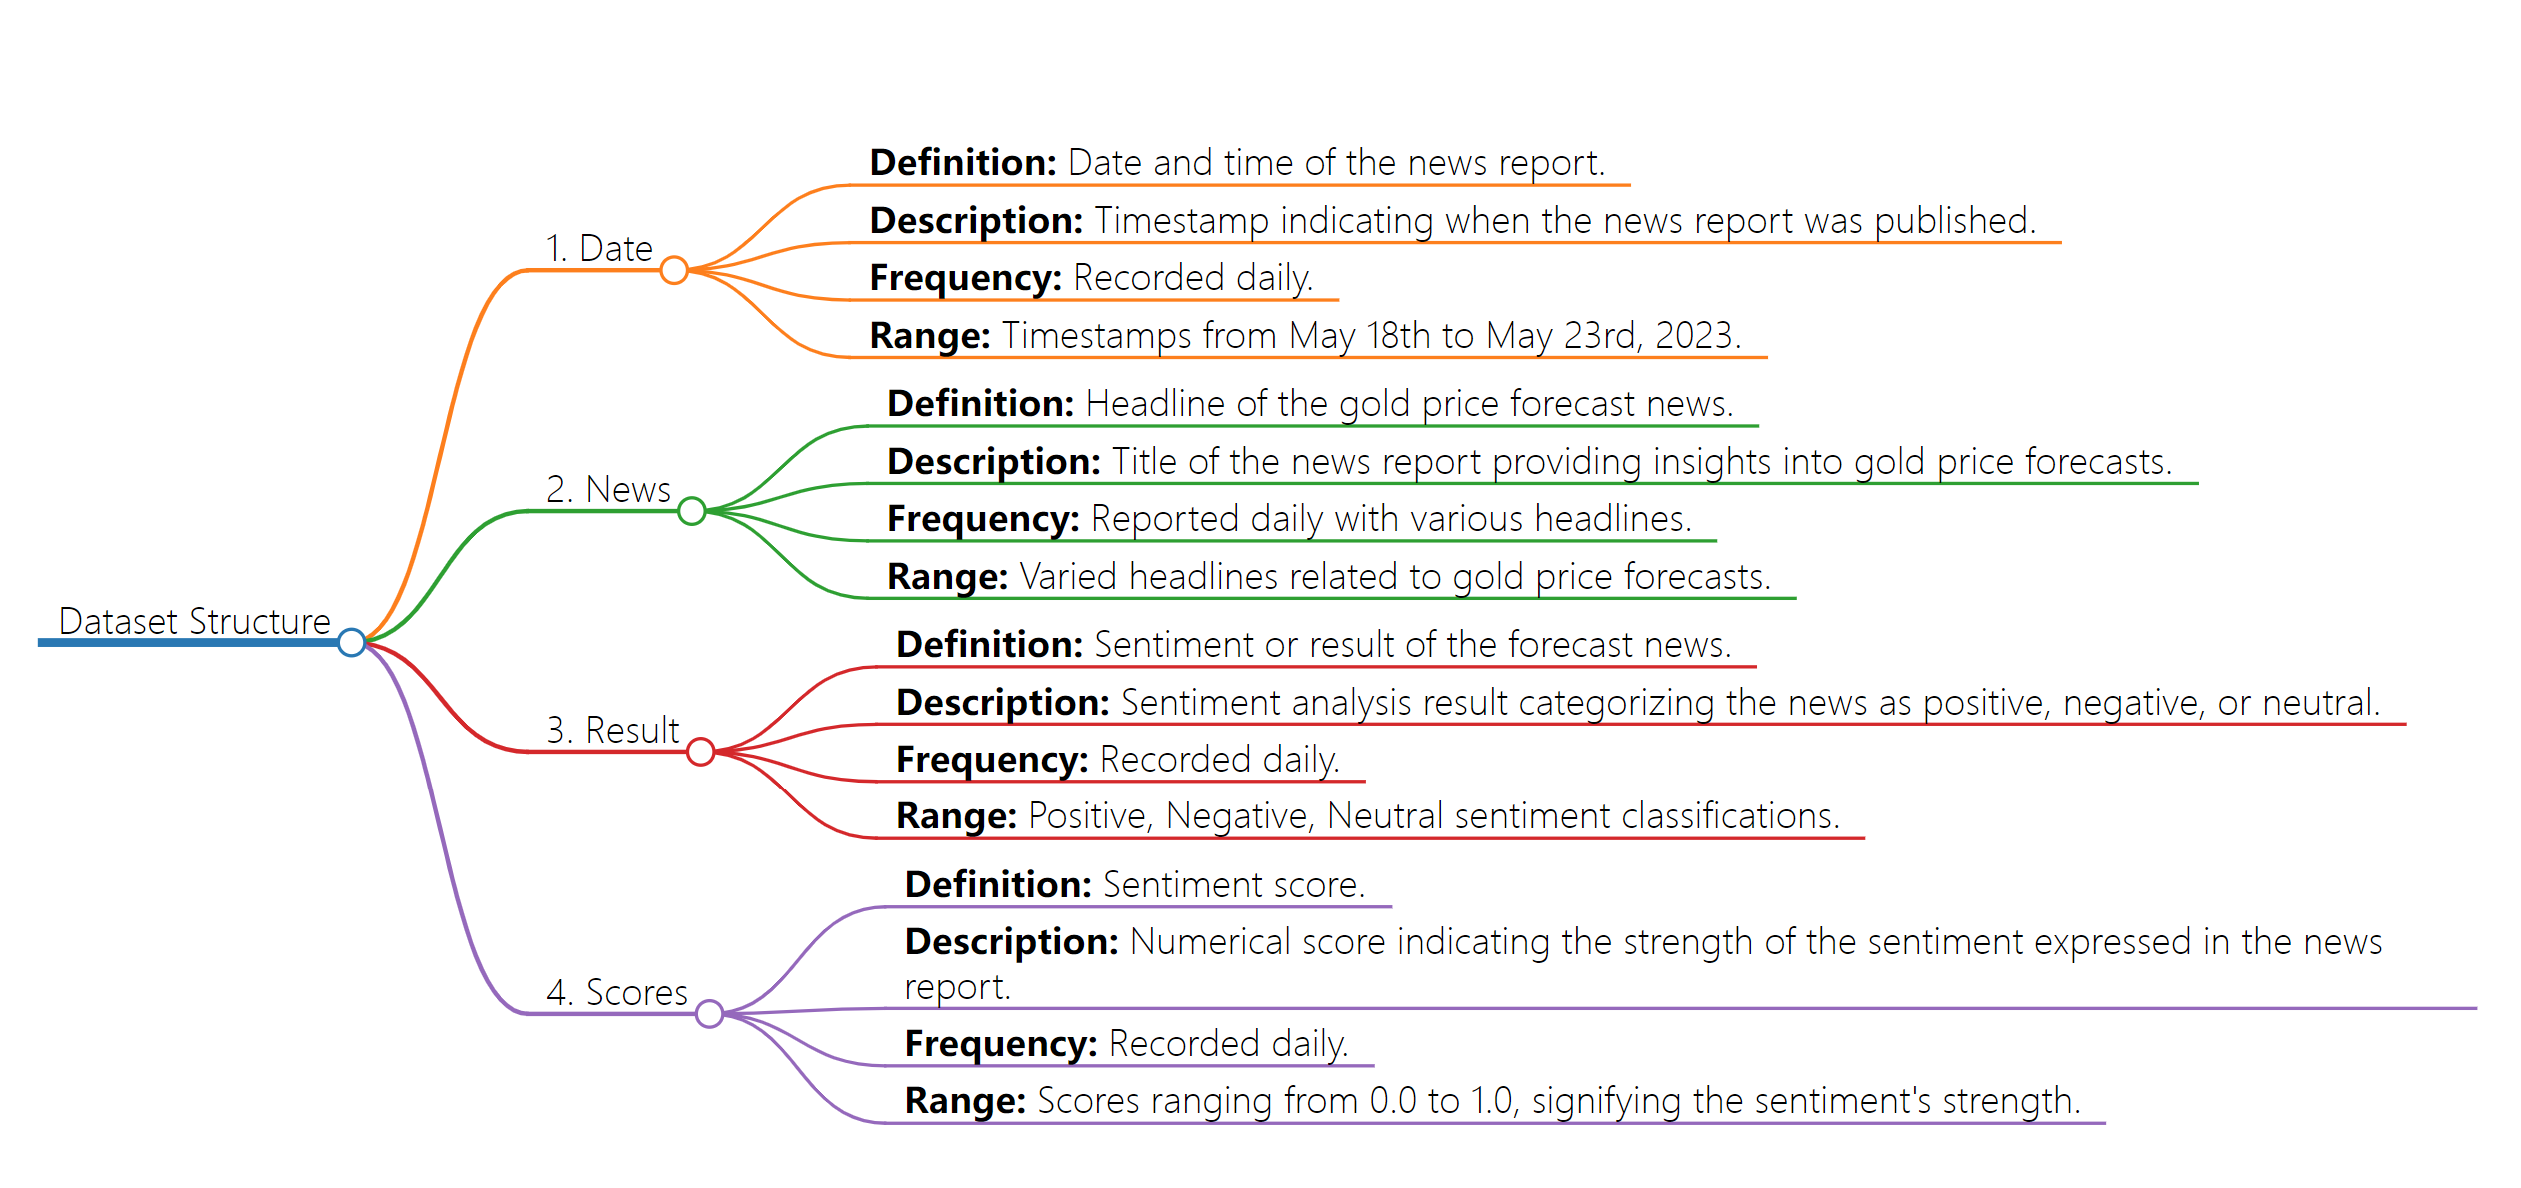 Dataset Structure
1. Date
Definition: Date and time of the news report.
Description: Timestamp indicating when the news report was published.
Frequency: Recorded daily.
Range: Timestamps from May 18th to May 23rd, 2023.
2. News
Definition: Headline of the gold price forecast news.
Description: Title of the news report providing insights into gold price forecasts.
Frequency: Reported daily with various headlines.
Range: Varied headlines related to gold price forecasts.
3. Result
Definition: Sentiment or result of the forecast news.
Description: Sentiment analysis result categorizing the news as positive, negative, or neutral.
Frequency: Recorded daily.
Range: Positive, Negative, Neutral sentiment classifications.
4. Scores
Definition: Sentiment score.
Description: Numerical score indicating the strength of the sentiment expressed in the news
report.
Frequency: Recorded daily.
Range: Scores ranging from 0.0 to 1.0, signifying the sentiment's strength.